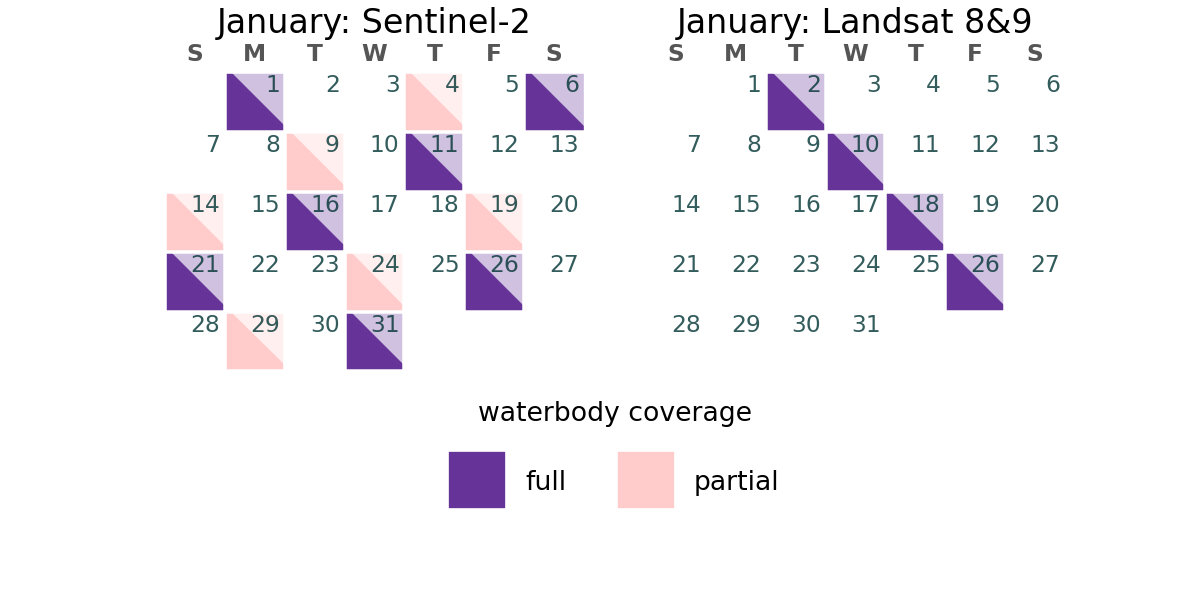 January: Sentinel-2
S M T W T F S
1 2 3 4 5 6
7 8 9 10 11 12 13
14 15 16 17 18 19 20
21 22 23 24 25 26 27
28 29 30 31
January: Landsat 8&9
S M T W T F S
1 2 3 4 5 6
7 8 9 10 11 12 13
14 15 16 17 18 19 20
21 22 23 24 25 26 27
28 29 30 31
waterbody coverage
full partial